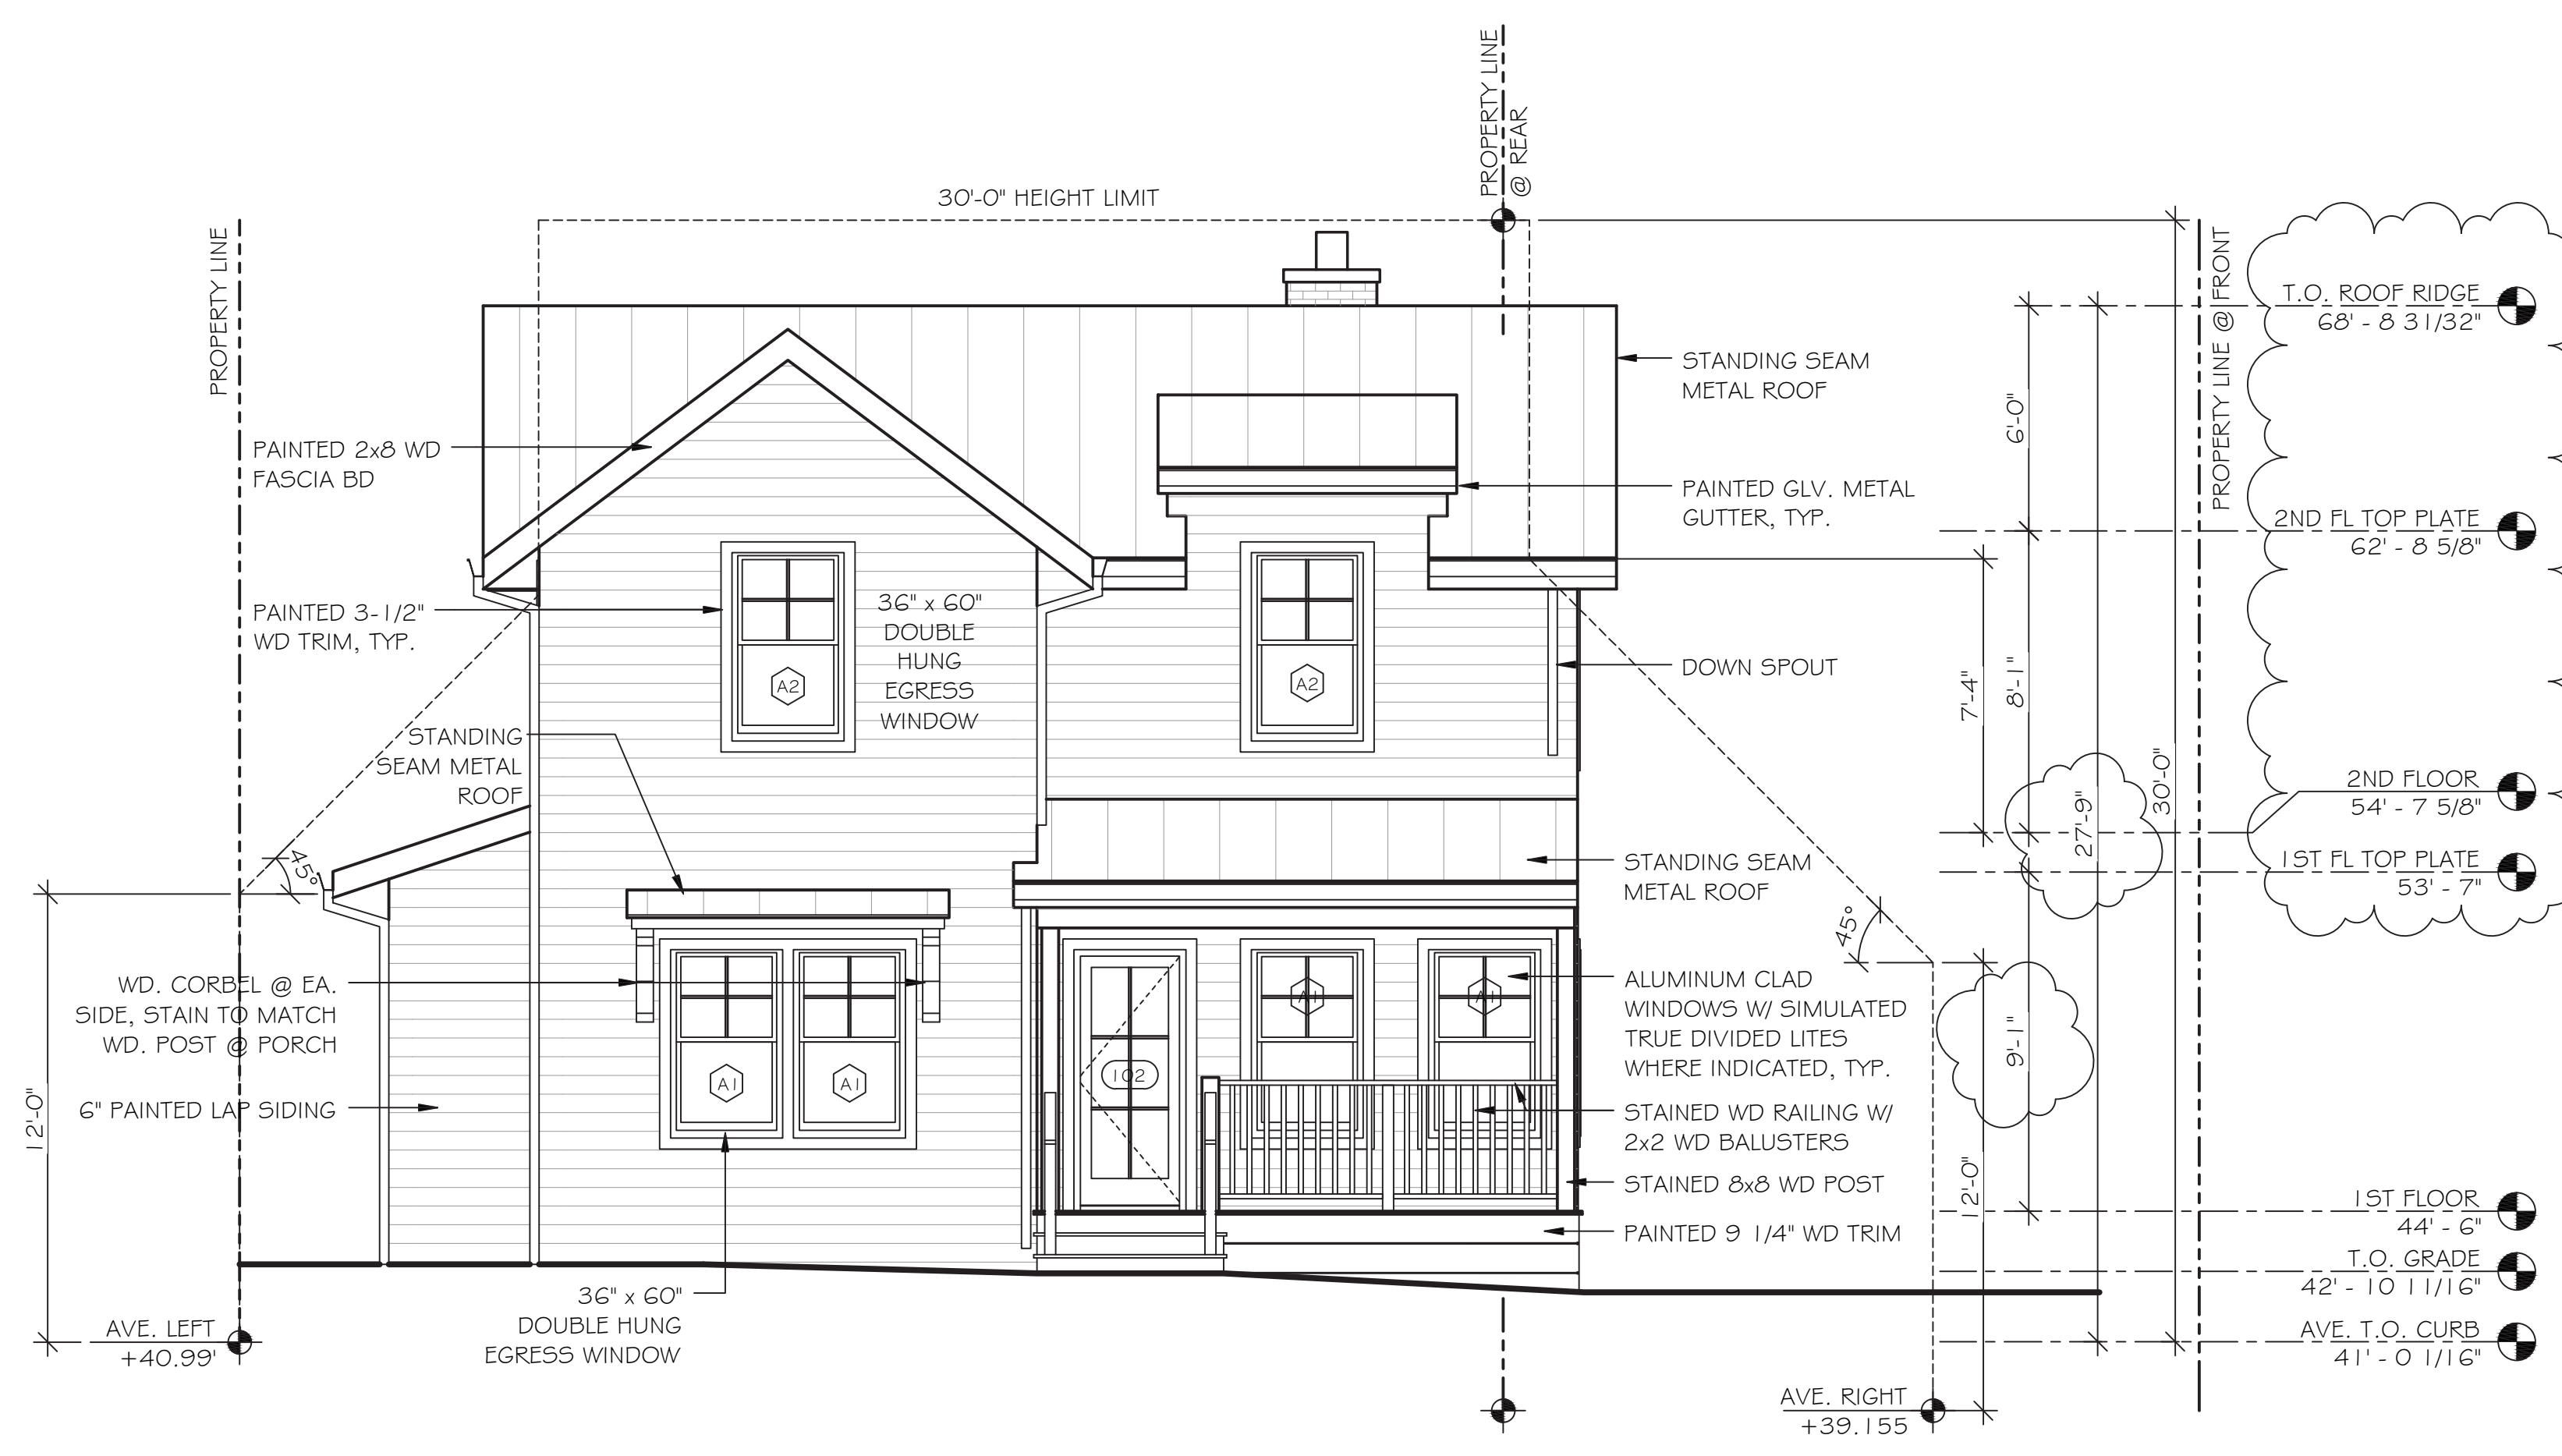 PROPERTY LINE
@ REAR
30'-0" HEIGHT LIMIT
PROPERTY LINE
PROPERTY LINE @ FRONT
T.O. ROOF RIDGE
68' - 8 31/32"
STANDING SEAM
METAL ROOF
6'-0"
PAINTED 2x8 WD
FASCIA BD
PAINTED GLV. METAL
GUTTER, TYP.
2ND FL TOP PLATE
62' - 8 5/8"
PAINTED 3-1/2"
WD TRIM, TYP.
36" x 60"
DOUBLE
HUNG
EGRESS
WINDOW
A2
A2
DOWN SPOUT
7'-4"
8'-1"
STANDING
SEAM METAL
ROOF
30'-0"
27'-9"
2ND FLOOR
54' - 7 5/8"
45°
STANDING SEAM
METAL ROOF
1ST FL TOP PLATE
53' - 7"
45°
WD. CORBEL @ EA.
SIDE, STAIN TO MATCH
WD. POST @ PORCH
A1
A1
ALUMINUM CLAD
WINDOWS W/ SIMULATED
TRUE DIVIDED LITES
WHERE INDICATED, TYP.
9'-1"
12'-0"
6" PAINTED LAP SIDING
A1
A1
102
STAINED WD RAILING W/
2x2 WD BALUSTERS
STAINED 8x8 WD POST
12'-0"
1ST FLOOR
44' - 6"
PAINTED 9 1/4" WD TRIM
T.O. GRADE
42' - 10 11/16"
36" x 60"
DOUBLE HUNG
EGRESS WINDOW
AVE. LEFT
+40.99'
AVE. T.O. CURB
41' - 0 1/16"
AVE. RIGHT
+39.155